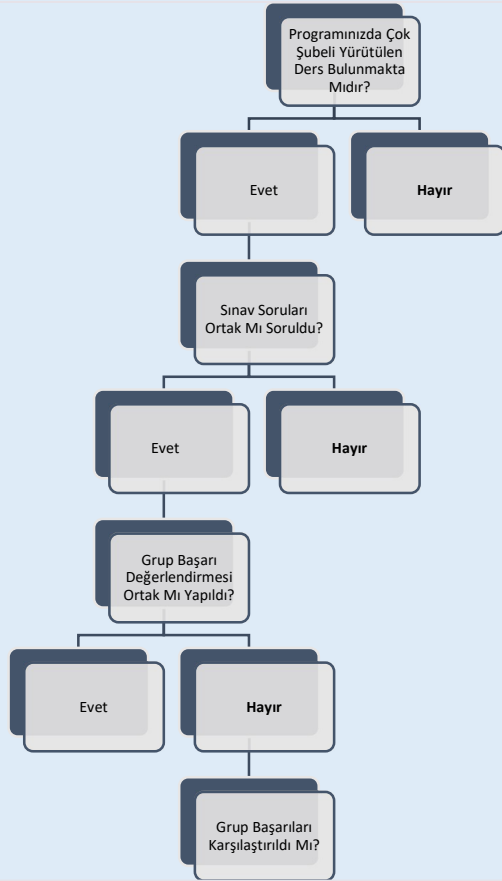 Programınızda Çok
Şubeli Yürütülen
Ders Bulunmakta
Mıdır?
Evet
Hayır
Sınav Soruları
Ortak Mı Soruldu?
Evet
Hayır
Grup Başarı
Değerlendirmesi
Ortak Mı Yapıldı?
Evet
Hayır
Grup Başarıları
Karşılaştırıldı Mı?